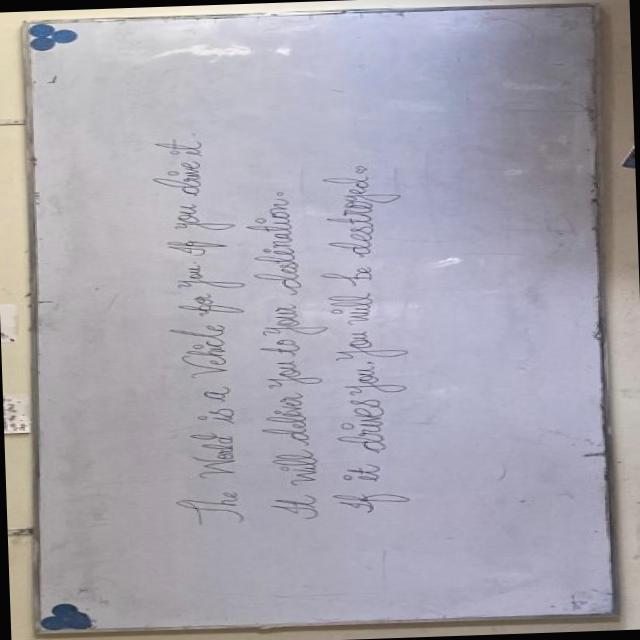 The World is a Vehile for you if you drive it.
It will deliver you to your destination.
If it drives you, you will be destroyed.